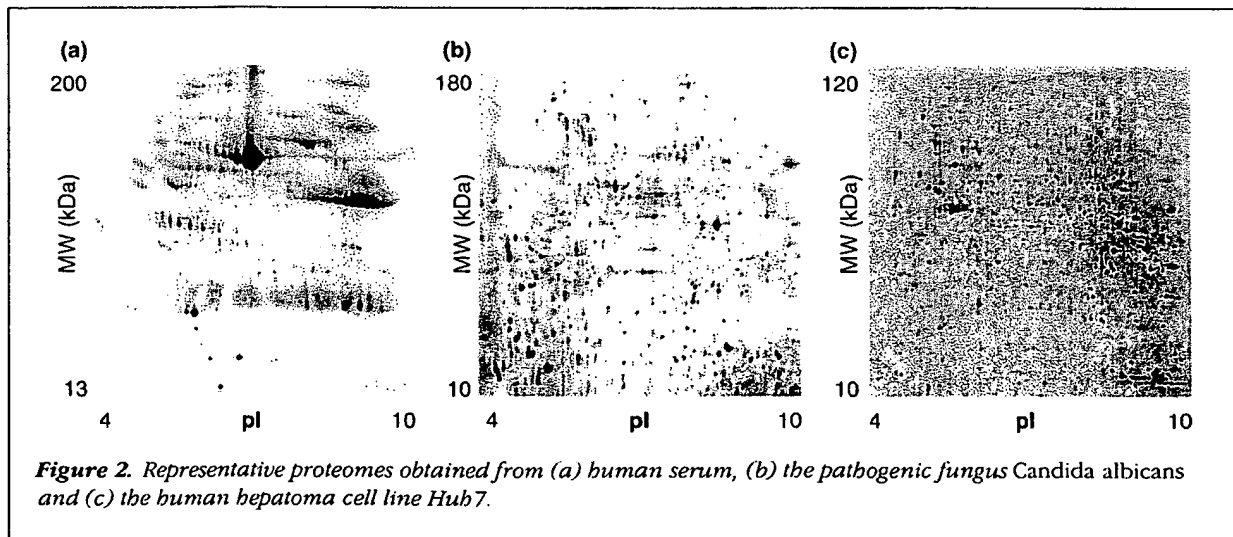 (a)
200
MW (kDa)
13
4
pI
10
(b)
180
MW (kDa)
10
4
pI
10
(c)
120
MW (kDa)
10
4
pI
10
Figure 2. Representative proteomes obtained from (a) human serum, (b) the pathogenic fungus Candida albicans
and (c) the human hepatoma cell line Huh7.